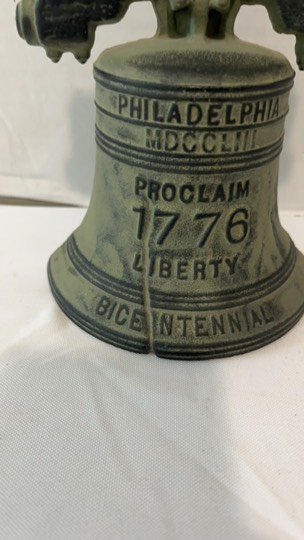 PHILADELPHIA
MDCCLIII
PROCLAIM
1776
LIBERTY
BICENTENNIAL